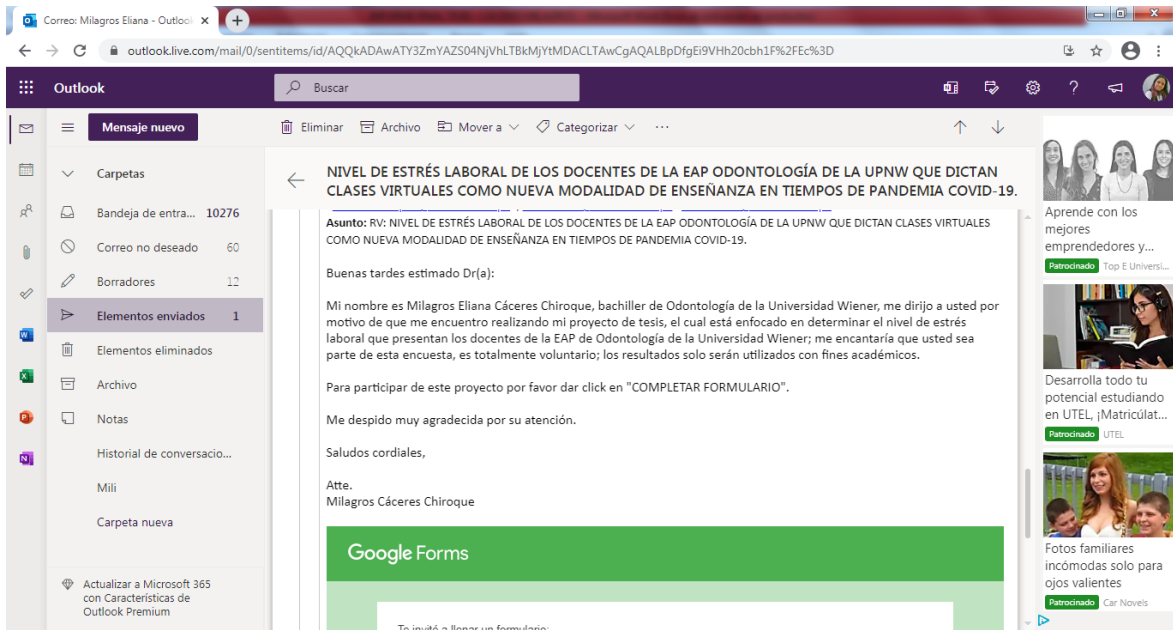 Correo: Milagros Eliana - Outlook
outlook.live.com/mail/0/sentitems/id/AQQkADAwATY3ZmYAZS04NjVhLTBkMjYtMDACLTAwCgAQALBpDfgEi9VHh20cbh1F%2FEc%3D
Outlook
Buscar
Mensaje nuevo
Eliminar Archivo Mover a Categorizar ...
Carpetas
Bandeja de entra... 10276
Correo no deseado 60
Borradores 12
Elementos enviados 1
Elementos eliminados
Archivo
Notas
Historial de conversacio...
Mili
Carpeta nueva
Actualizar a Microsoft 365
con Características de
Outlook Premium
NIVEL DE ESTRÉS LABORAL DE LOS DOCENTES DE LA EAP ODONTOLOGÍA DE LA UPNW QUE DICTAN
CLASES VIRTUALES COMO NUEVA MODALIDAD DE ENSEÑANZA EN TIEMPOS DE PANDEMIA COVID-19.
Asunto: RV: NIVEL DE ESTRÉS LABORAL DE LOS DOCENTES DE LA EAP ODONTOLOGÍA DE LA UPNW QUE DICTAN CLASES VIRTUALES
COMO NUEVA MODALIDAD DE ENSEÑANZA EN TIEMPOS DE PANDEMIA COVID-19.
Buenas tardes estimado Dr(a):
Mi nombre es Milagros Eliana Cáceres Chiroque, bachiller de Odontología de la Universidad Wiener, me dirijo a usted por
motivo de que me encuentro realizando mi proyecto de tesis, el cual está enfocado en determinar el nivel de estrés
laboral que presentan los docentes de la EAP de Odontología de la Universidad Wiener; me encantaría que usted sea
parte de esta encuesta, es totalmente voluntario; los resultados solo serán utilizados con fines académicos.
Para participar de este proyecto por favor dar click en "COMPLETAR FORMULARIO".
Me despido muy agradecida por su atención.
Saludos cordiales,
Atte.
Milagros Cáceres Chiroque
Google Forms
Te invité a llenar un formulario:
Aprende con los
mejores
emprendedores y...
Patrocinado Top E Universi...
Desarrolla todo tu
potencial estudiando
en UTEL, ¡Matricúlat...
Patrocinado UTEL
Fotos familiares
incómodas solo para
ojos valientes
Patrocinado Car Novels